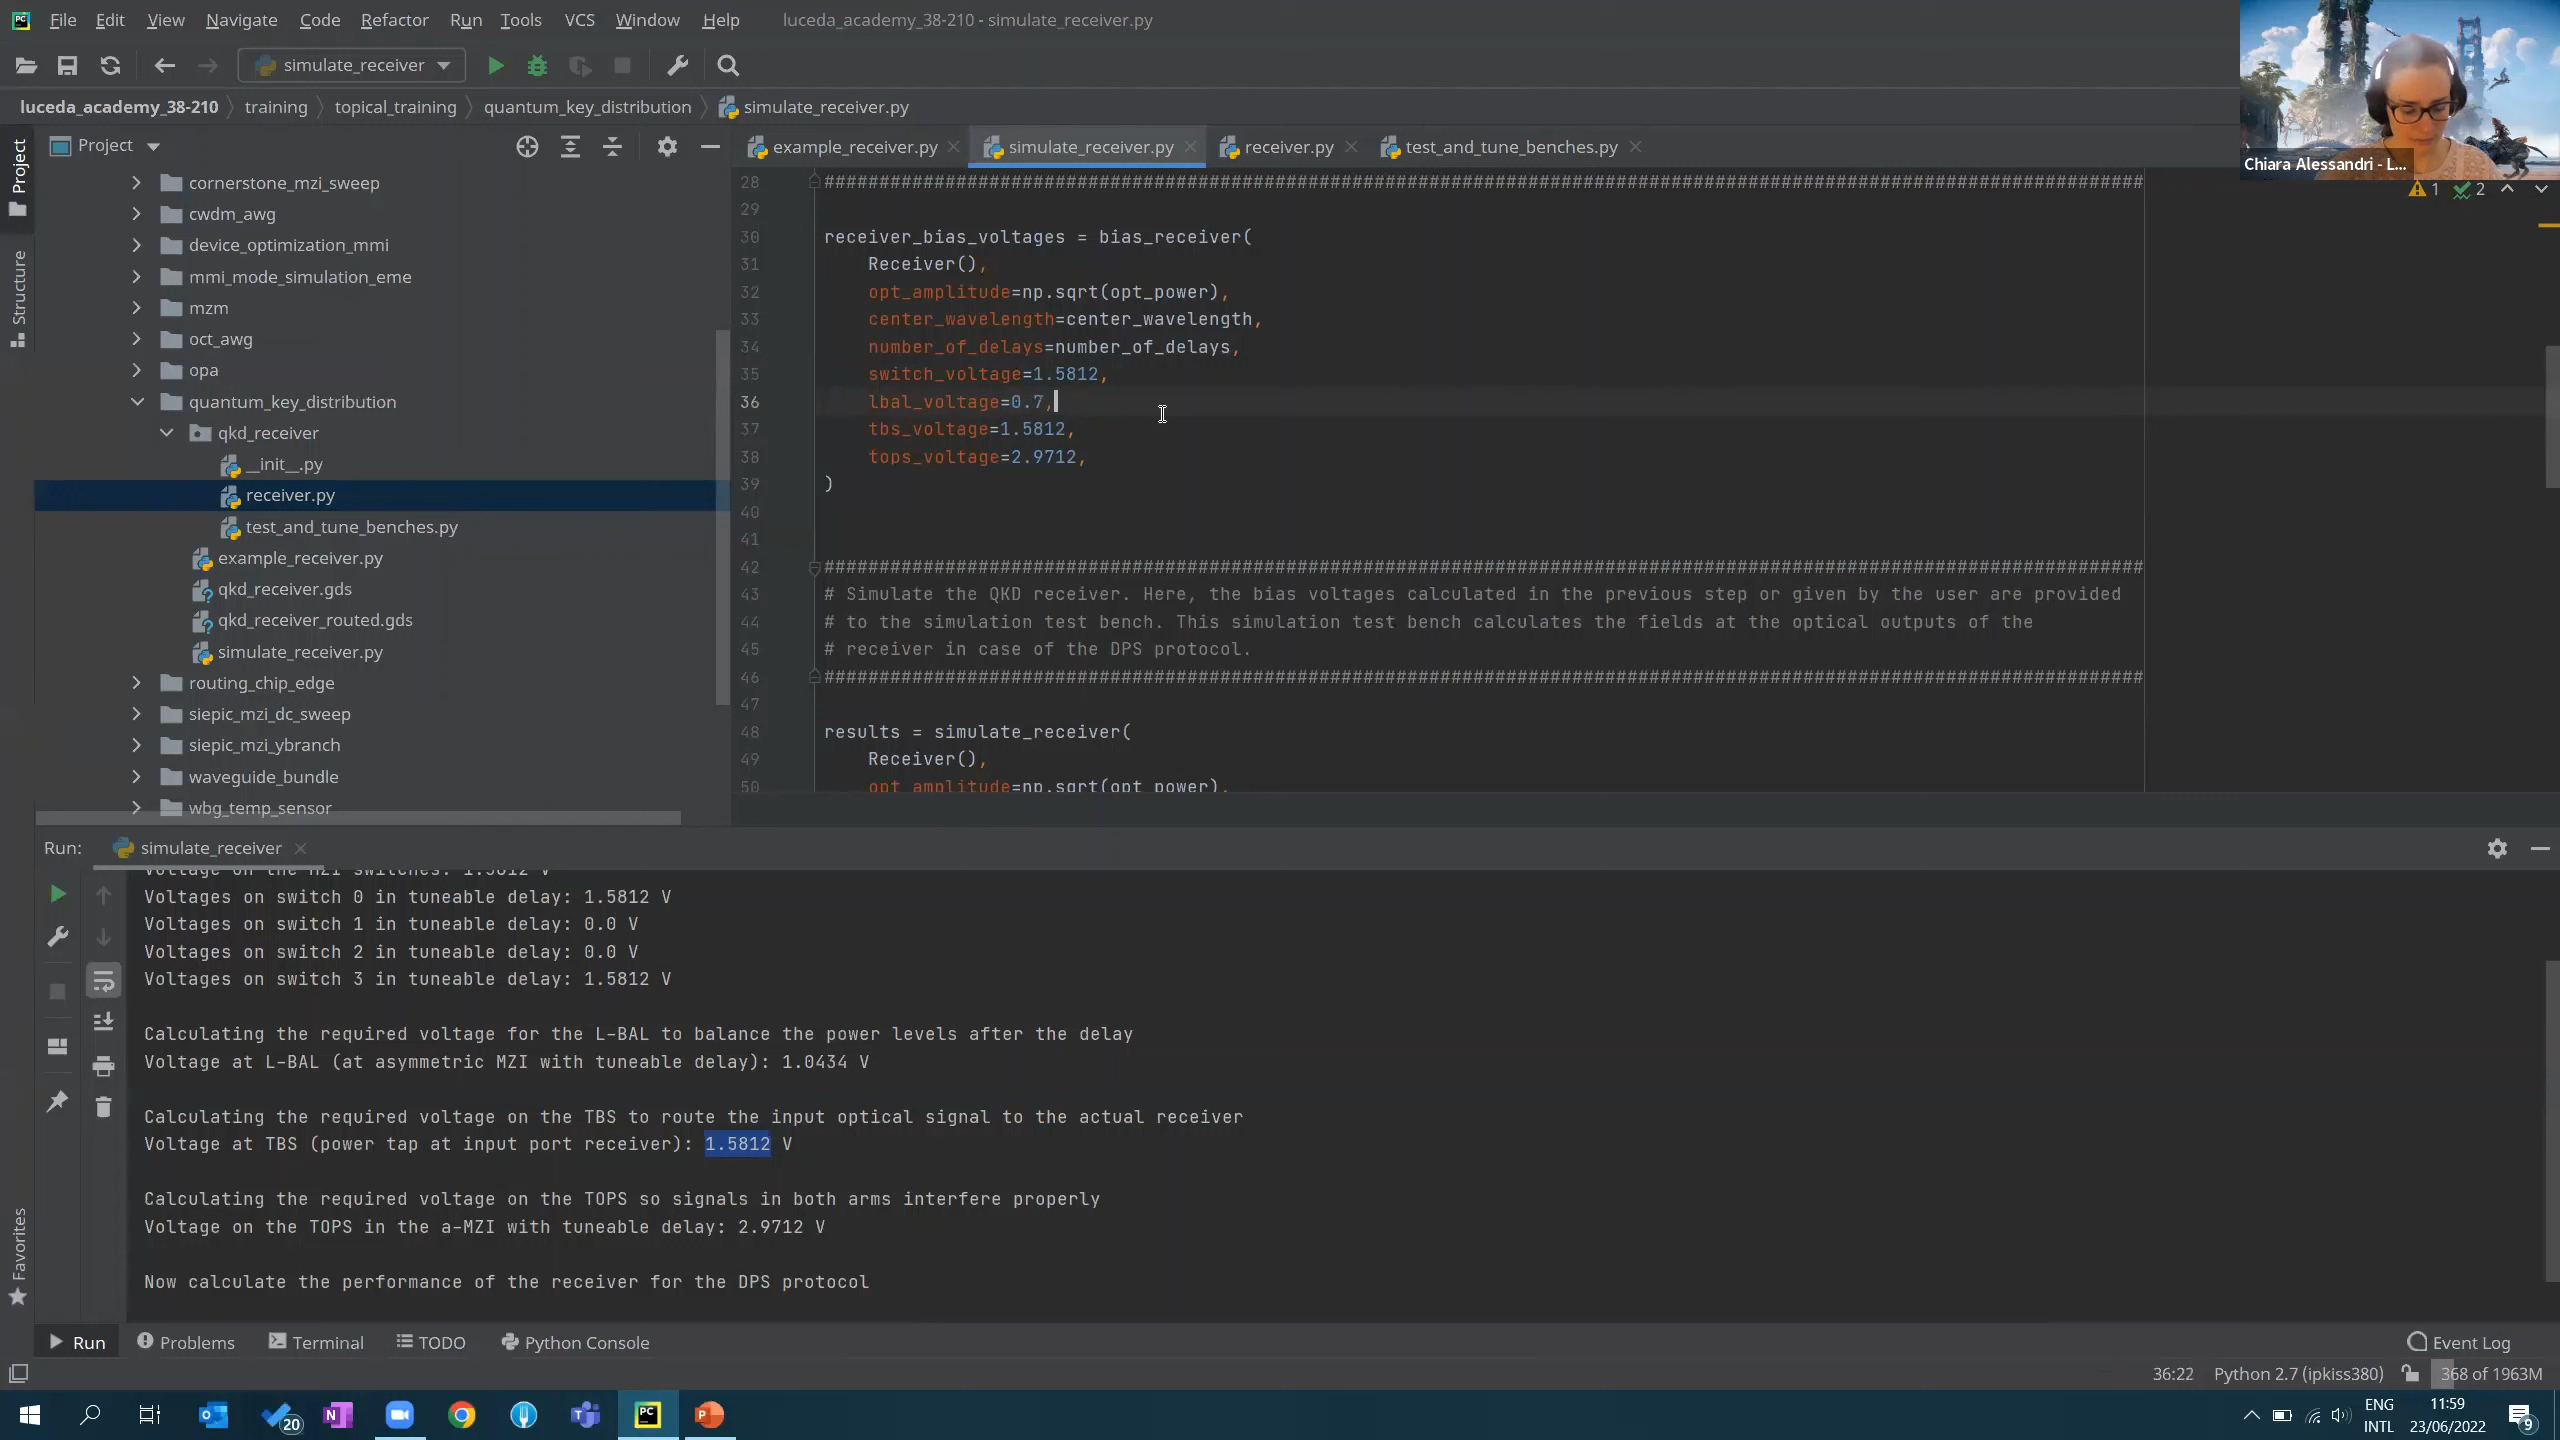 File Edit View Navigate Code Refactor Run Tools VCS Window Help luceda_academy_38-210 - simulate_receiver.py
simulate_receiver
luceda_academy_38-210 training topical_training quantum_key_distribution simulate_receiver.py
Chiara Alessandri - L...
Project
Structure
Favorites
Project
cornerstone_mzi_sweep
cwdm_awg
device_optimization_mmi
mmi_mode_simulation_eme
mzm
oct_awg
opa
quantum_key_distribution
qkd_receiver
__init__.py
receiver.py
test_and_tune_benches.py
example_receiver.py
qkd_receiver.gds
qkd_receiver_routed.gds
simulate_receiver.py
routing_chip_edge
siepic_mzi_dc_sweep
siepic_mzi_ybranch
waveguide_bundle
wbg_temp_sensor
example_receiver.py simulate_receiver.py receiver.py test_and_tune_benches.py
1 2
28 ########################################################################################################################
29
30 receiver_bias_voltages = bias_receiver(
31 Receiver(),
32 opt_amplitude=np.sqrt(opt_power),
33 center_wavelength=center_wavelength,
34 number_of_delays=number_of_delays,
35 switch_voltage=1.5812,
36 lbal_voltage=0.7,
37 tbs_voltage=1.5812,
38 tops_voltage=2.9712,
39 )
40
41
42 ########################################################################################################################
43 # Simulate the QKD receiver. Here, the bias voltages calculated in the previous step or given by the user are provided
44 # to the simulation test bench. This simulation test bench calculates the fields at the optical outputs of the
45 # receiver in case of the DPS protocol.
46 ########################################################################################################################
47
48 results = simulate_receiver(
49 Receiver(),
50 opt_amplitude=np.sqrt(opt_power),
Run: simulate_receiver
Voltage on the MZI switches: 1.5812 V
Voltages on switch 0 in tuneable delay: 1.5812 V
Voltages on switch 1 in tuneable delay: 0.0 V
Voltages on switch 2 in tuneable delay: 0.0 V
Voltages on switch 3 in tuneable delay: 1.5812 V
Calculating the required voltage for the L-BAL to balance the power levels after the delay
Voltage at L-BAL (at asymmetric MZI with tuneable delay): 1.0434 V
Calculating the required voltage on the TBS to route the input optical signal to the actual receiver
Voltage at TBS (power tap at input port receiver): 1.5812 V
Calculating the required voltage on the TOPS so signals in both arms interfere properly
Voltage on the TOPS in the a-MZI with tuneable delay: 2.9712 V
Now calculate the performance of the receiver for the DPS protocol
Run Problems Terminal TODO Python Console Event Log
36:22 Python 2.7 (ipkiss380) 368 of 1963M
20
ENG
INTL
11:59
23/06/2022
9